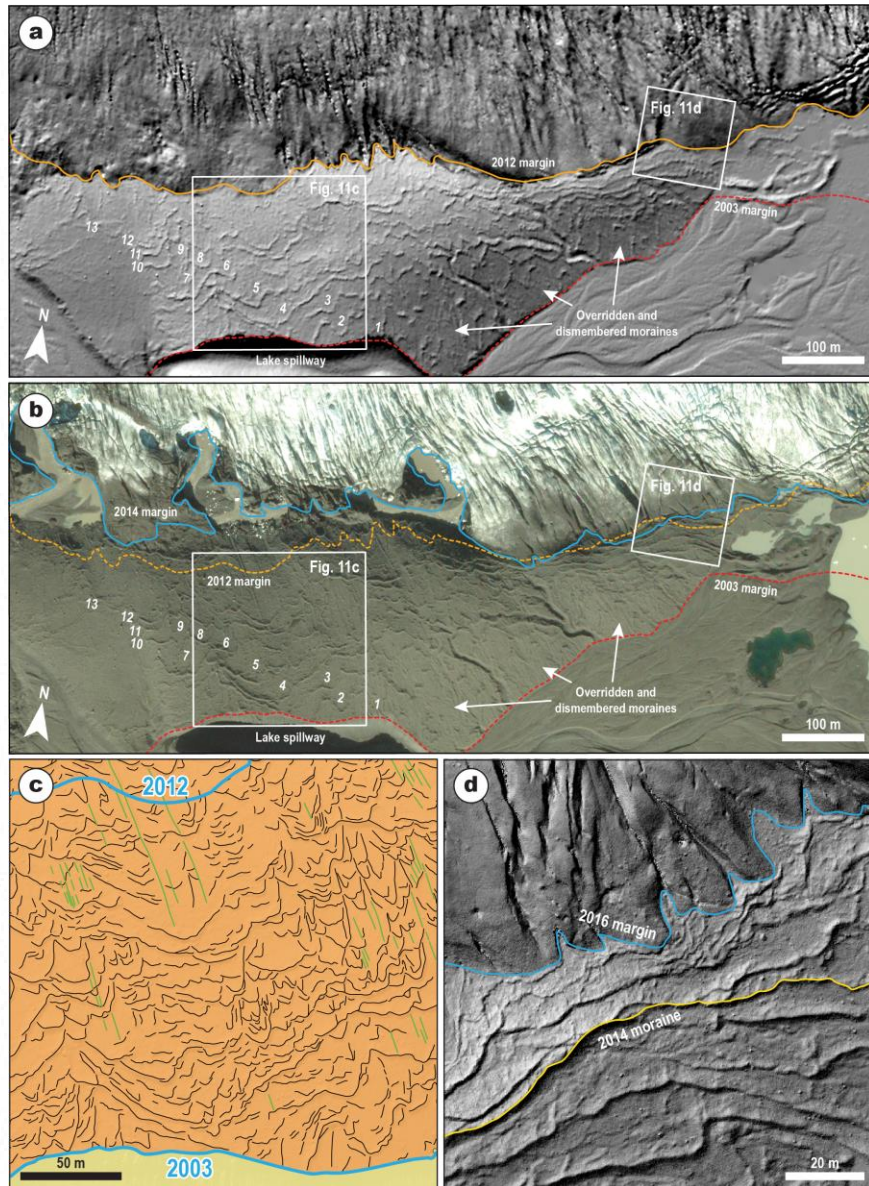 a
Fig. 11d
2012 margin
Fig. 11c
2003 margin
13
12
11
10
9
8
7
6
5
4
3
2
1
Overridden and
dismembered moraines
N
Lake spillway
100 m
b
2014 margin
Fig. 11d
Fig. 11c
2012 margin
2003 margin
13
12
11
10
9
8
7
6
5
4
3
2
1
Overridden and
dismembered moraines
N
Lake spillway
100 m
c
2012
50 m
2003
d
2016 margin
2014 moraine
20 m